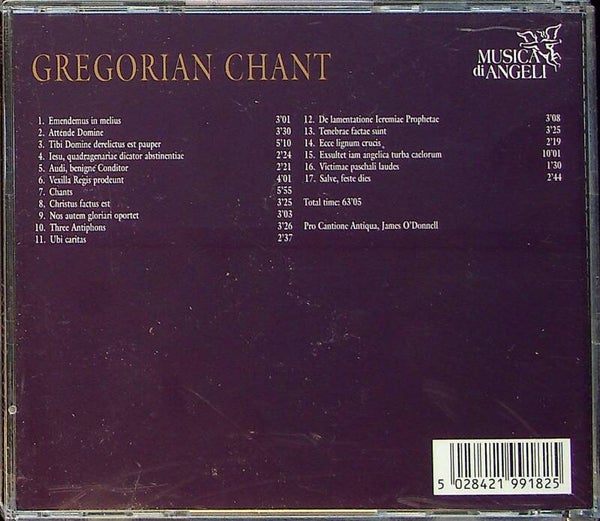 GREGORIAN CHANT
MUSICA
di ANGELI
1. Emendemus in melius 3'01
2. Attende Domine 3'30
3. Tibi Domine derelictus est pauper 5'10
4. Iesu, quadragenariae dicator abstinentiae 2'24
5. Audi, benigne Conditor 2'21
6. Vexilla Regis prodeunt 4'01
7. Chants 5'55
8. Christus factus est 3'25
9. Nos autem gloriari oportet 3'03
10. Three Antiphons 3'26
11. Ubi caritas 2'37
12. De lamentatione Ieremiae Prophetae 3'08
13. Tenebrae factae sunt 3'25
14. Ecce lignum crucis 2'19
15. Exsultet iam angelica turba caelorum 10'01
16. Victimae paschali laudes 1'30
17. Salve, feste dies 2'44
Total time: 63'05
Pro Cantione Antiqua, James O'Donnell
5 028421 991825